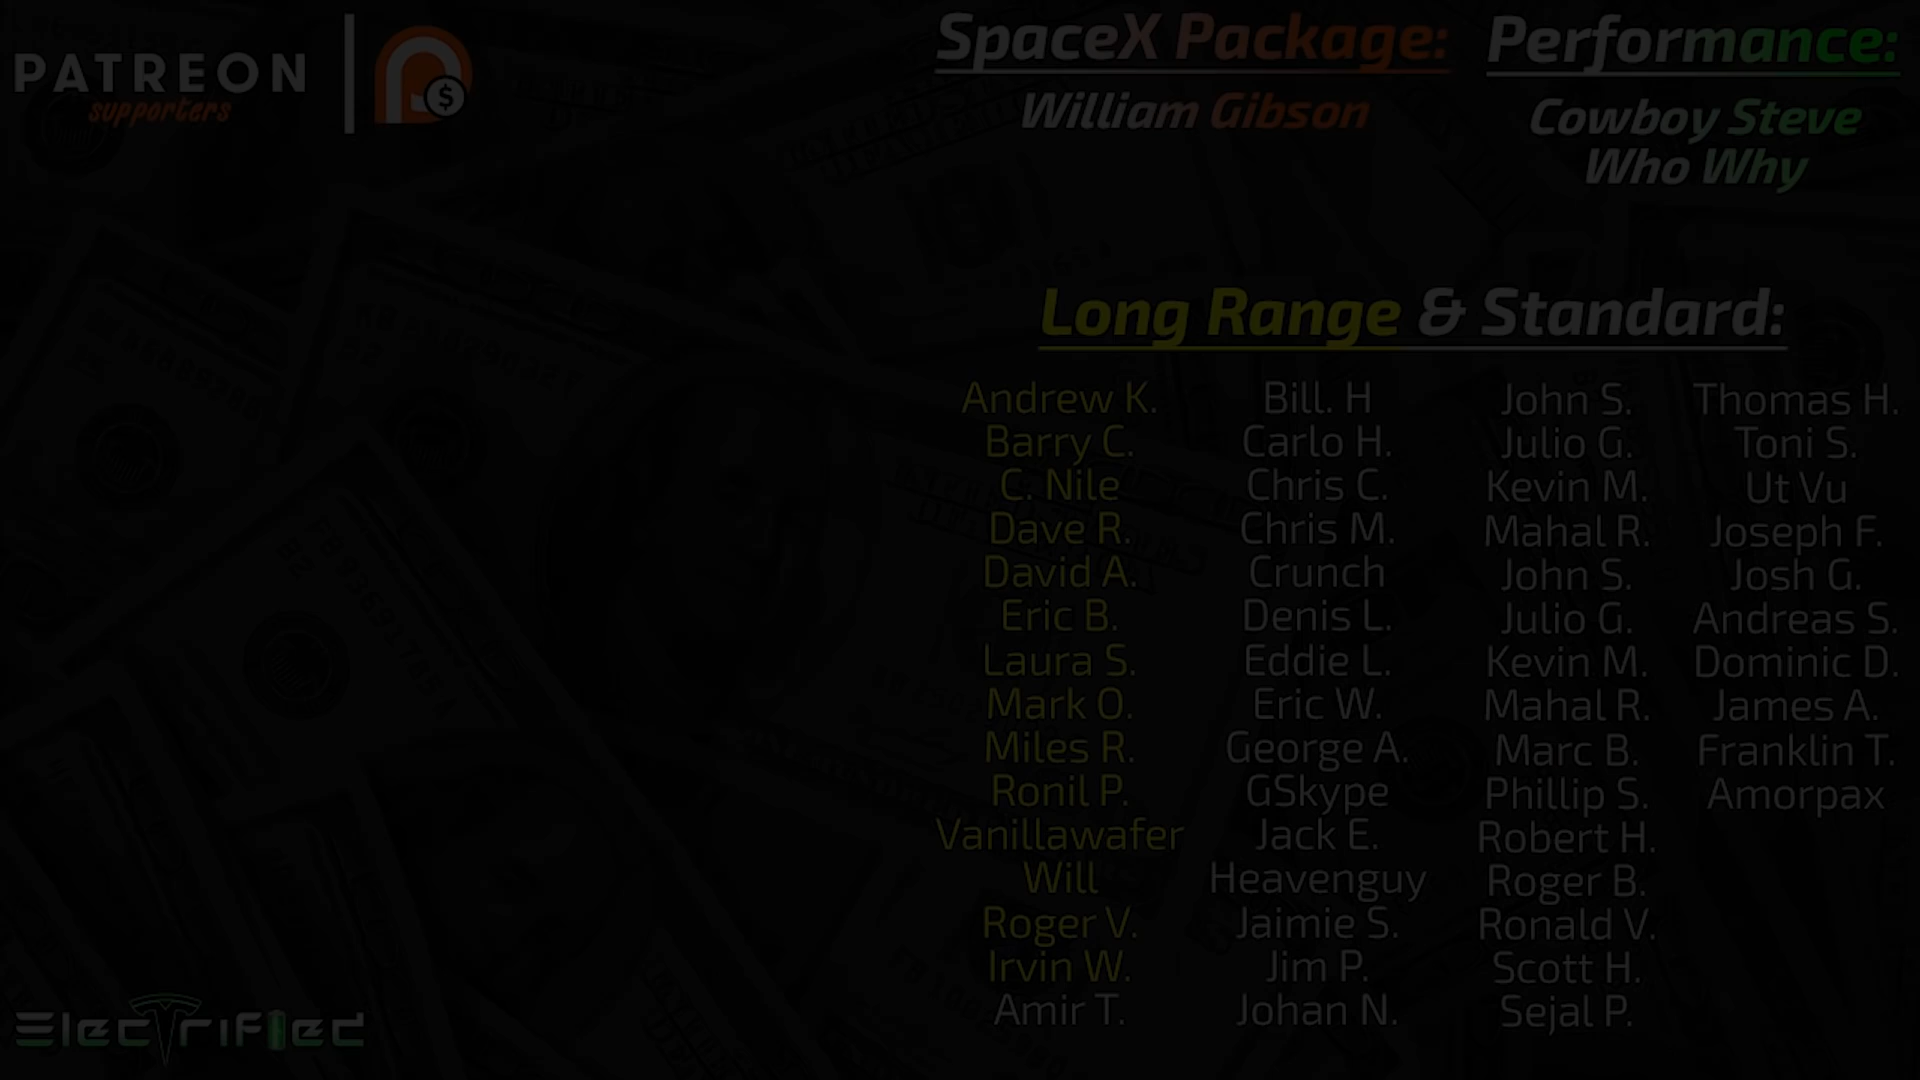 PATREON
supporters
$
SpaceX Package:
William Gibson
Performance:
Cowboy Steve
Who Why
Long Range & Standard:
Andrew K.
Barry C.
C. Nile
Dave R.
David A.
Eric B.
Laura S.
Mark O.
Miles R.
Ronil P.
Vanillawafer
Will
Roger V.
Irvin W.
Amir T.
Bill. H
Carlo H.
Chris C.
Chris M.
Crunch
Denis L.
Eddie L.
Eric W.
George A.
GSkype
Jack E.
Heavenguy
Jaimie S.
Jim P.
Johan N.
John S.
Julio G.
Kevin M.
Mahal R.
John S.
Julio G.
Kevin M.
Mahal R.
Marc B.
Phillip S.
Robert H.
Roger B.
Ronald V.
Scott H.
Sejal P.
Thomas H.
Toni S.
Ut Vu
Joseph F.
Josh G.
Andreas S.
Dominic D.
James A.
Franklin T.
Amorpax
Electrified